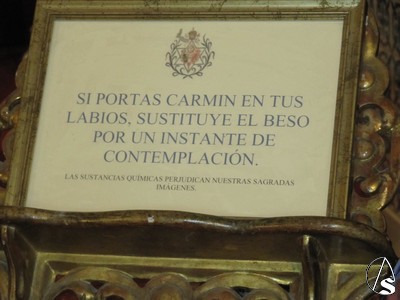 SI PORTAS CARMIN EN TUS
LABIOS, SUSTITUYE EL BESO
POR UN INSTANTE DE
CONTEMPLACIÓN.
LAS SUSTANCIAS QUÍMICAS PERJUDICAN NUESTRAS SAGRADAS
IMÁGENES.